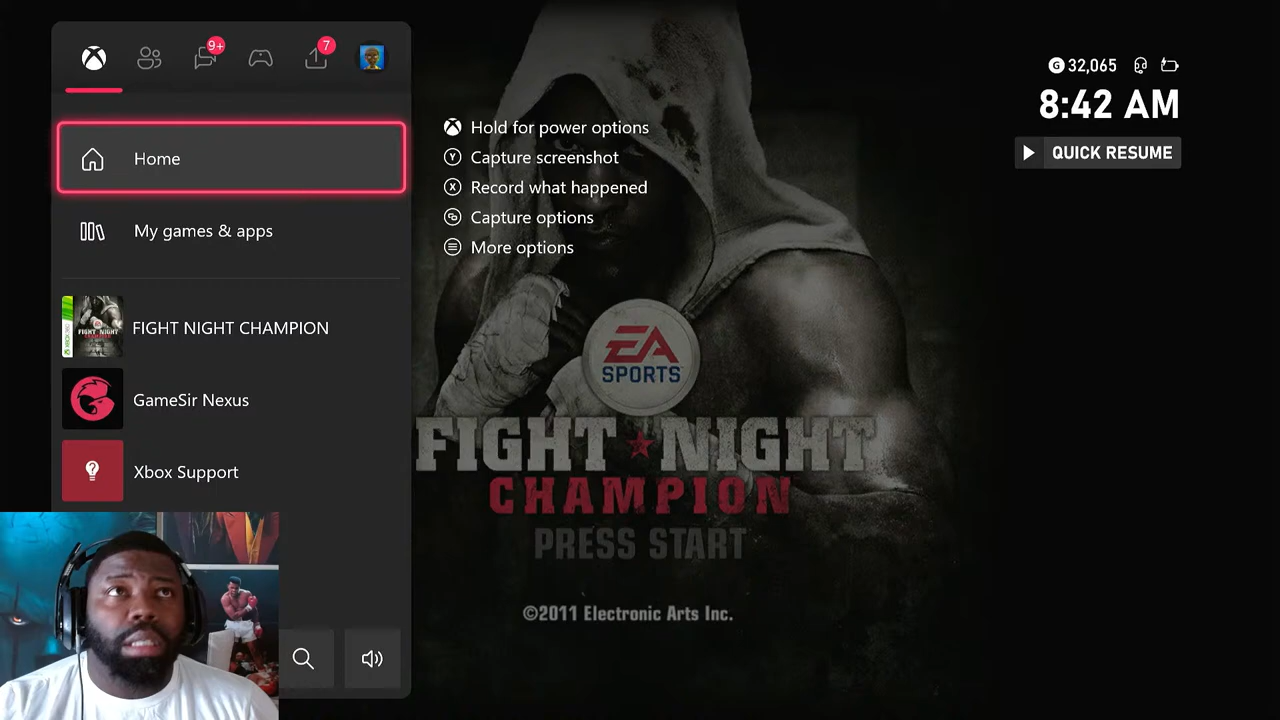 9+
7
Home
My games & apps
FIGHT NIGHT CHAMPION
GameSir Nexus
Xbox Support
Hold for power options
Y Capture screenshot
X Record what happened
Capture options
More options
G 32,065
8:42 AM
QUICK RESUME
EA
SPORTS
FIGHT NIGHT
CHAMPION
PRESS START
©2011 Electronic Arts Inc.